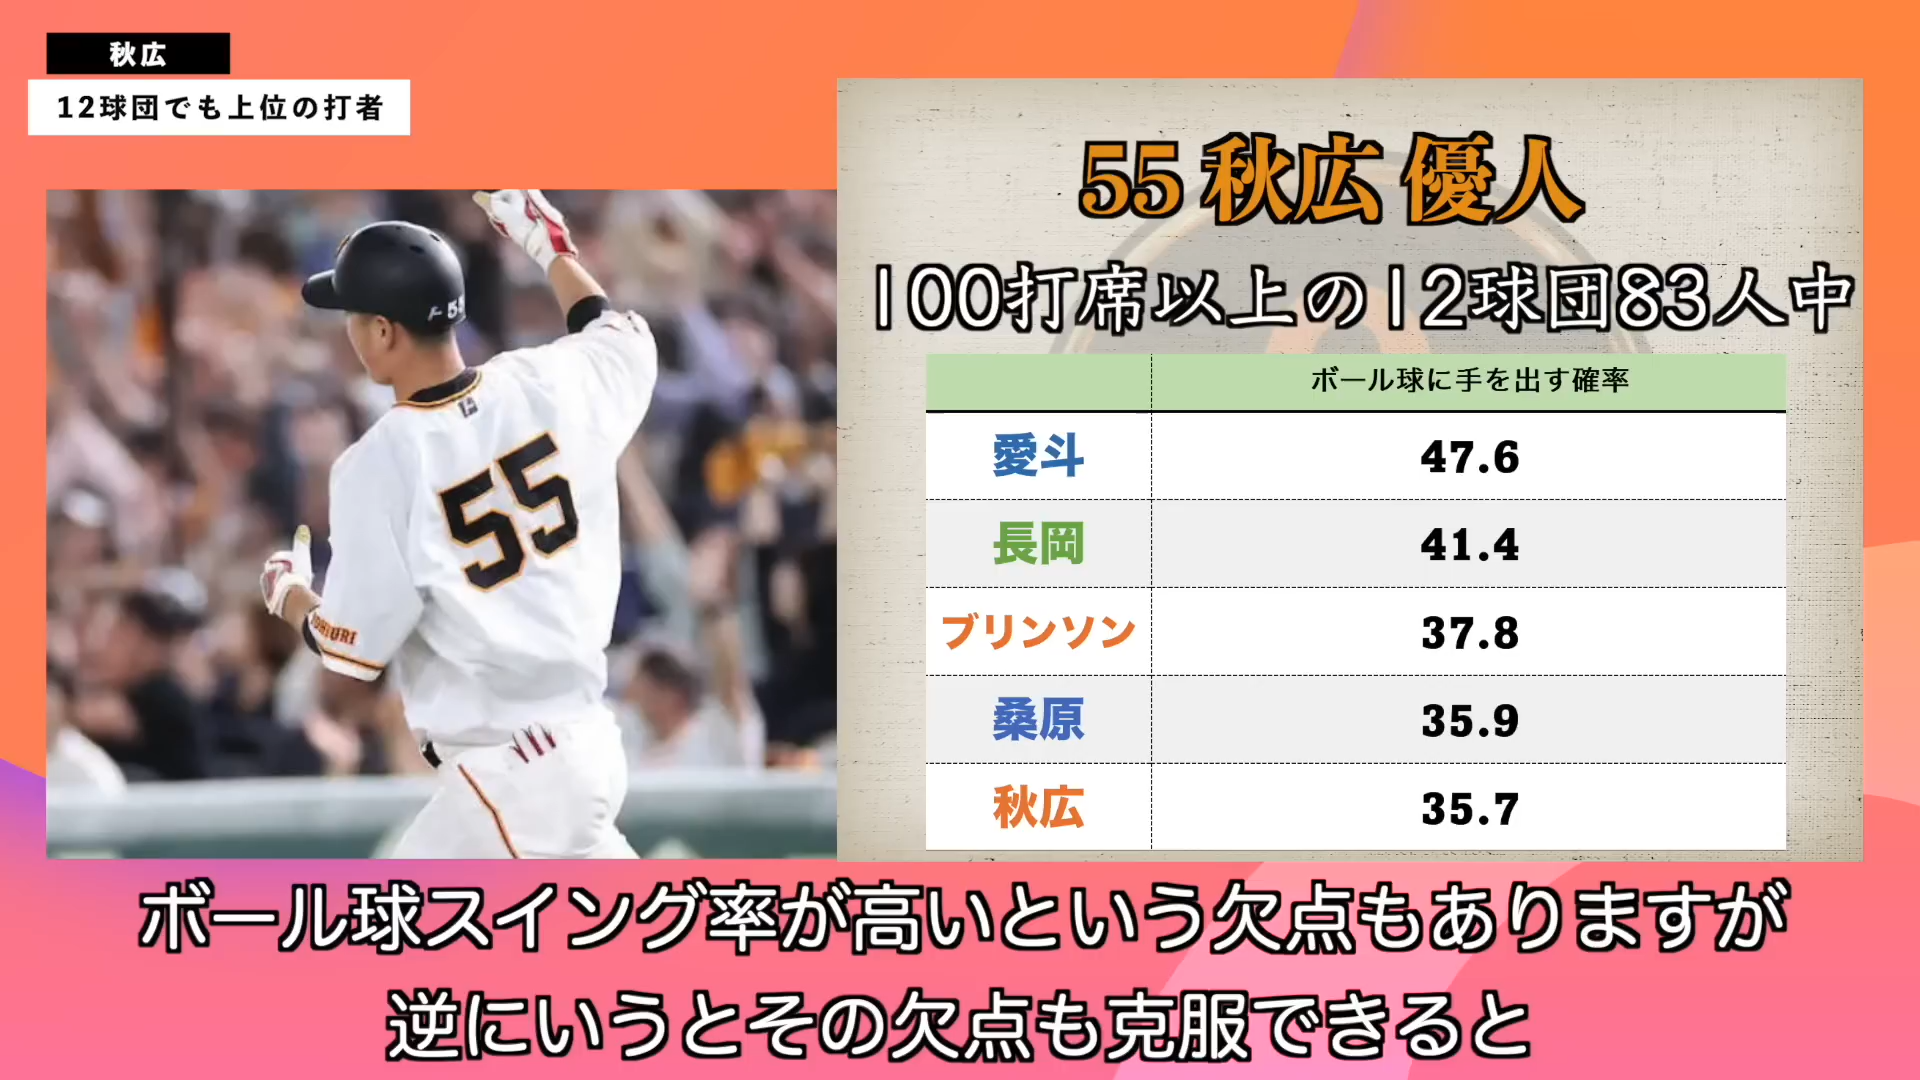 秋広
12球団でも上位の打者
55 秋広 優人
100打席以上の12球団83人中
ボール球に手を出す確率
愛斗 47.6
長岡 41.4
ブリンソン 37.8
桑原 35.9
秋広 35.7
55
55
ボール球スイング率が高いという欠点もありますが
逆にいうとその欠点も克服できると